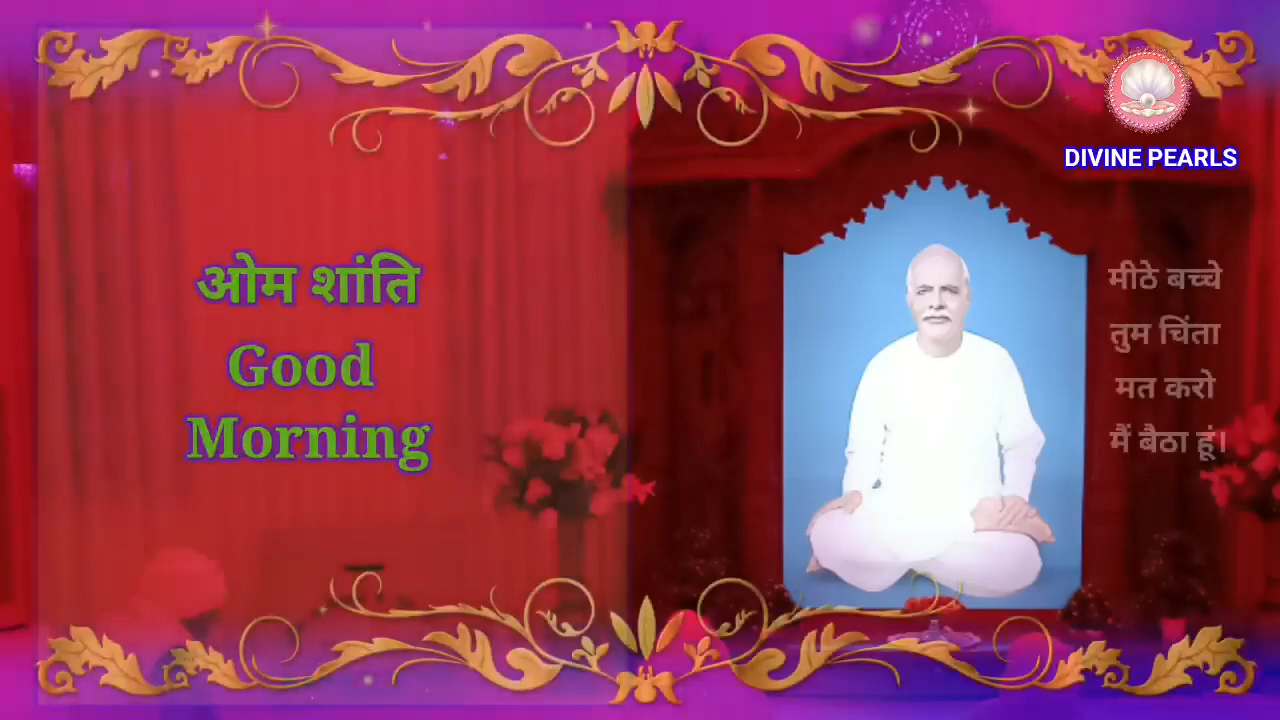 ओम शांति
Good
Morning
DIVINE PEARLS
मीठे बच्चे
तुम चिंता
मत करो
मैं बैठा हूं।